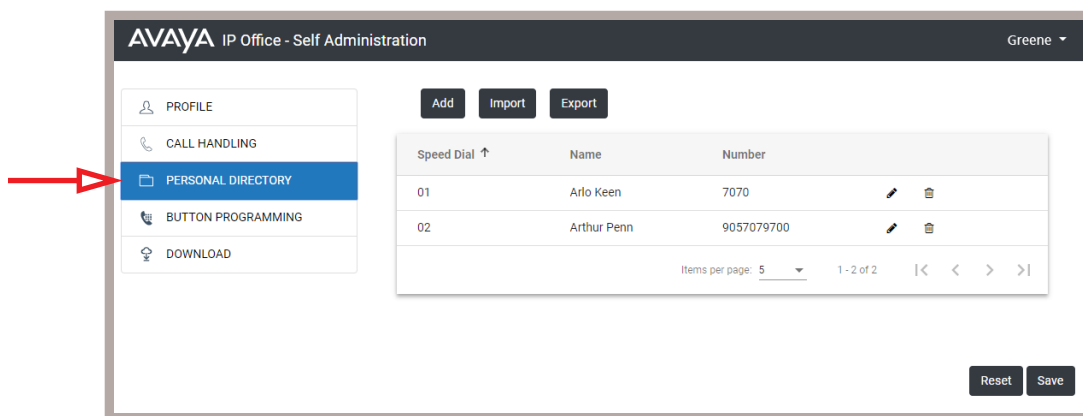 AVAYA IP Office - Self Administration
Greene
PROFILE
CALL HANDLING
PERSONAL DIRECTORY
BUTTON PROGRAMMING
DOWNLOAD
Add Import Export
Speed Dial ↑ Name Number
01 Arlo Keen 7070
02 Arthur Penn 9057079700
Items per page: 5 1 - 2 of 2
Reset Save